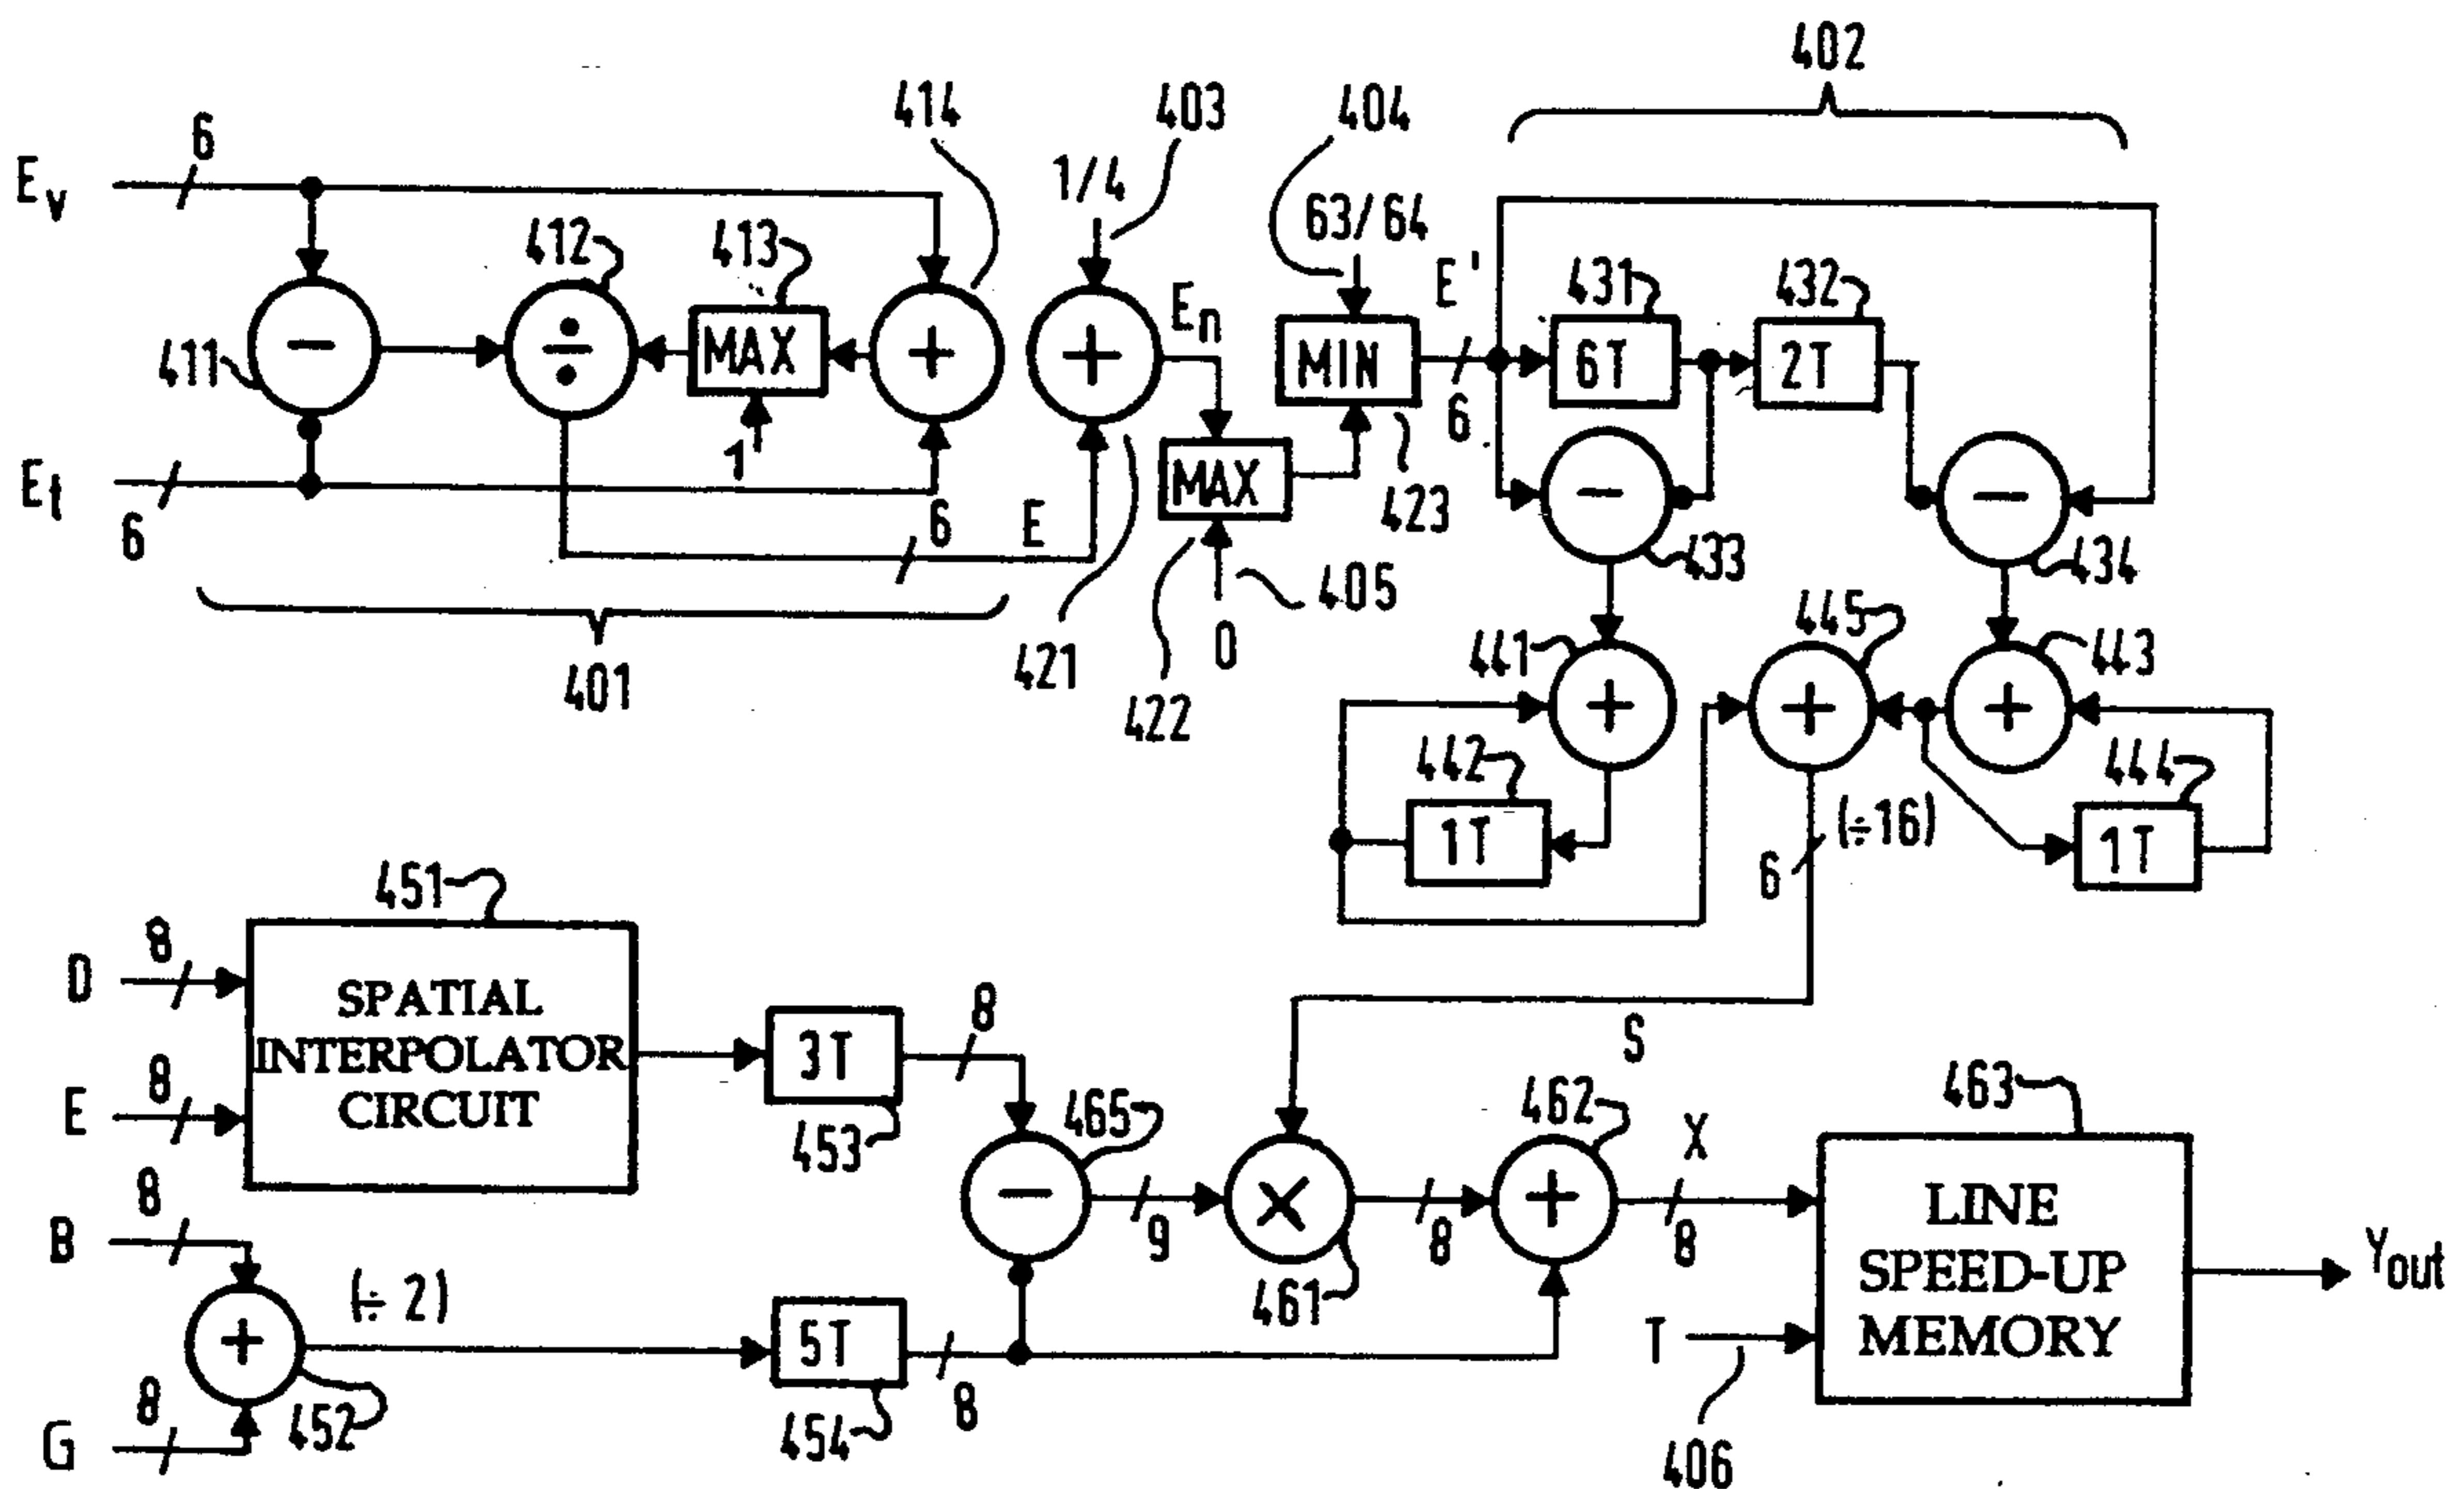 402
414
403
404
6
1/4
63/64
Ev
412
413
En
E'
431
432
411
÷
MAX
+
+
MIN
6T
2T
−
1
MAX
6
423
−
−
Et
6
6
E
433
434
405
0
401
421
422
441
445
443
+
+
+
442
444
1T
(÷16)
6
1T
451
D
8
SPATIAL
INTERPOLATOR
CIRCUIT
3T
8
S
E
8
453
465
462
X
463
B
8
−
9
×
8
+
8
LINE
SPEED-UP
MEMORY
Yout
461
(÷ 2)
+
5T
8
T
G
8
452
454
406